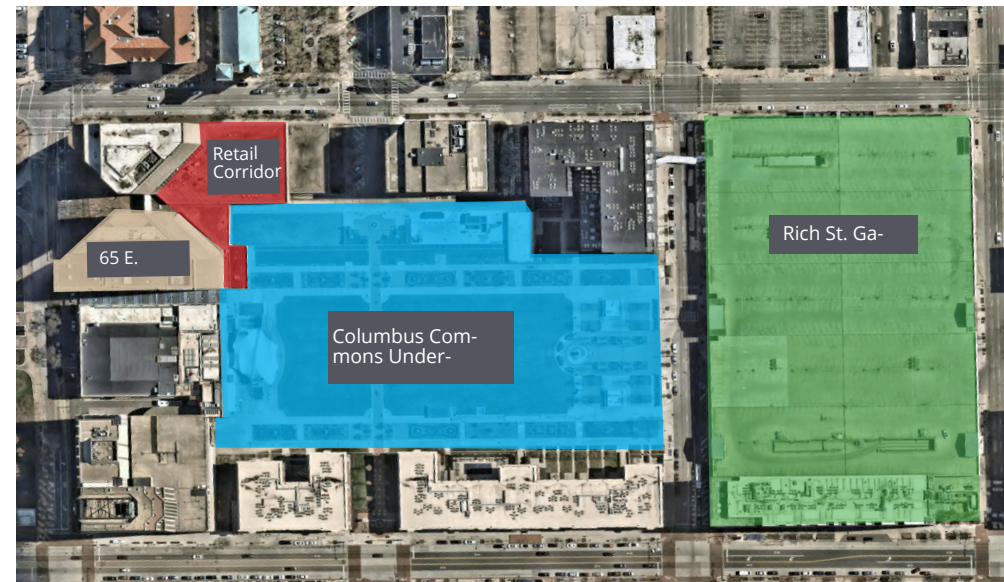 Retail
Corridor
65 E.
Rich St. Ga-
Columbus Com-
mons Under-